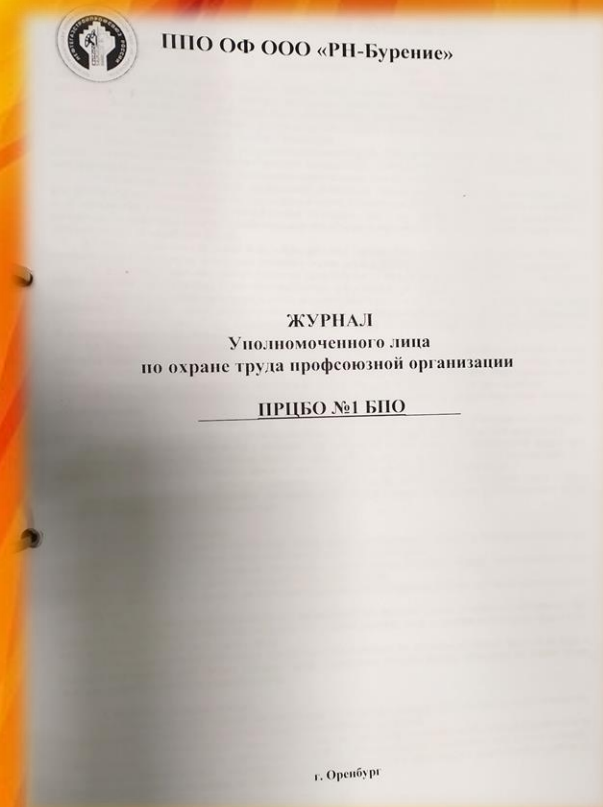 ППО ОФ ООО «РН-Бурение»
ЖУРНАЛ
Уполномоченного лица
по охране труда профсоюзной организации
ПРЦБО №1 БПО
г. Оренбург